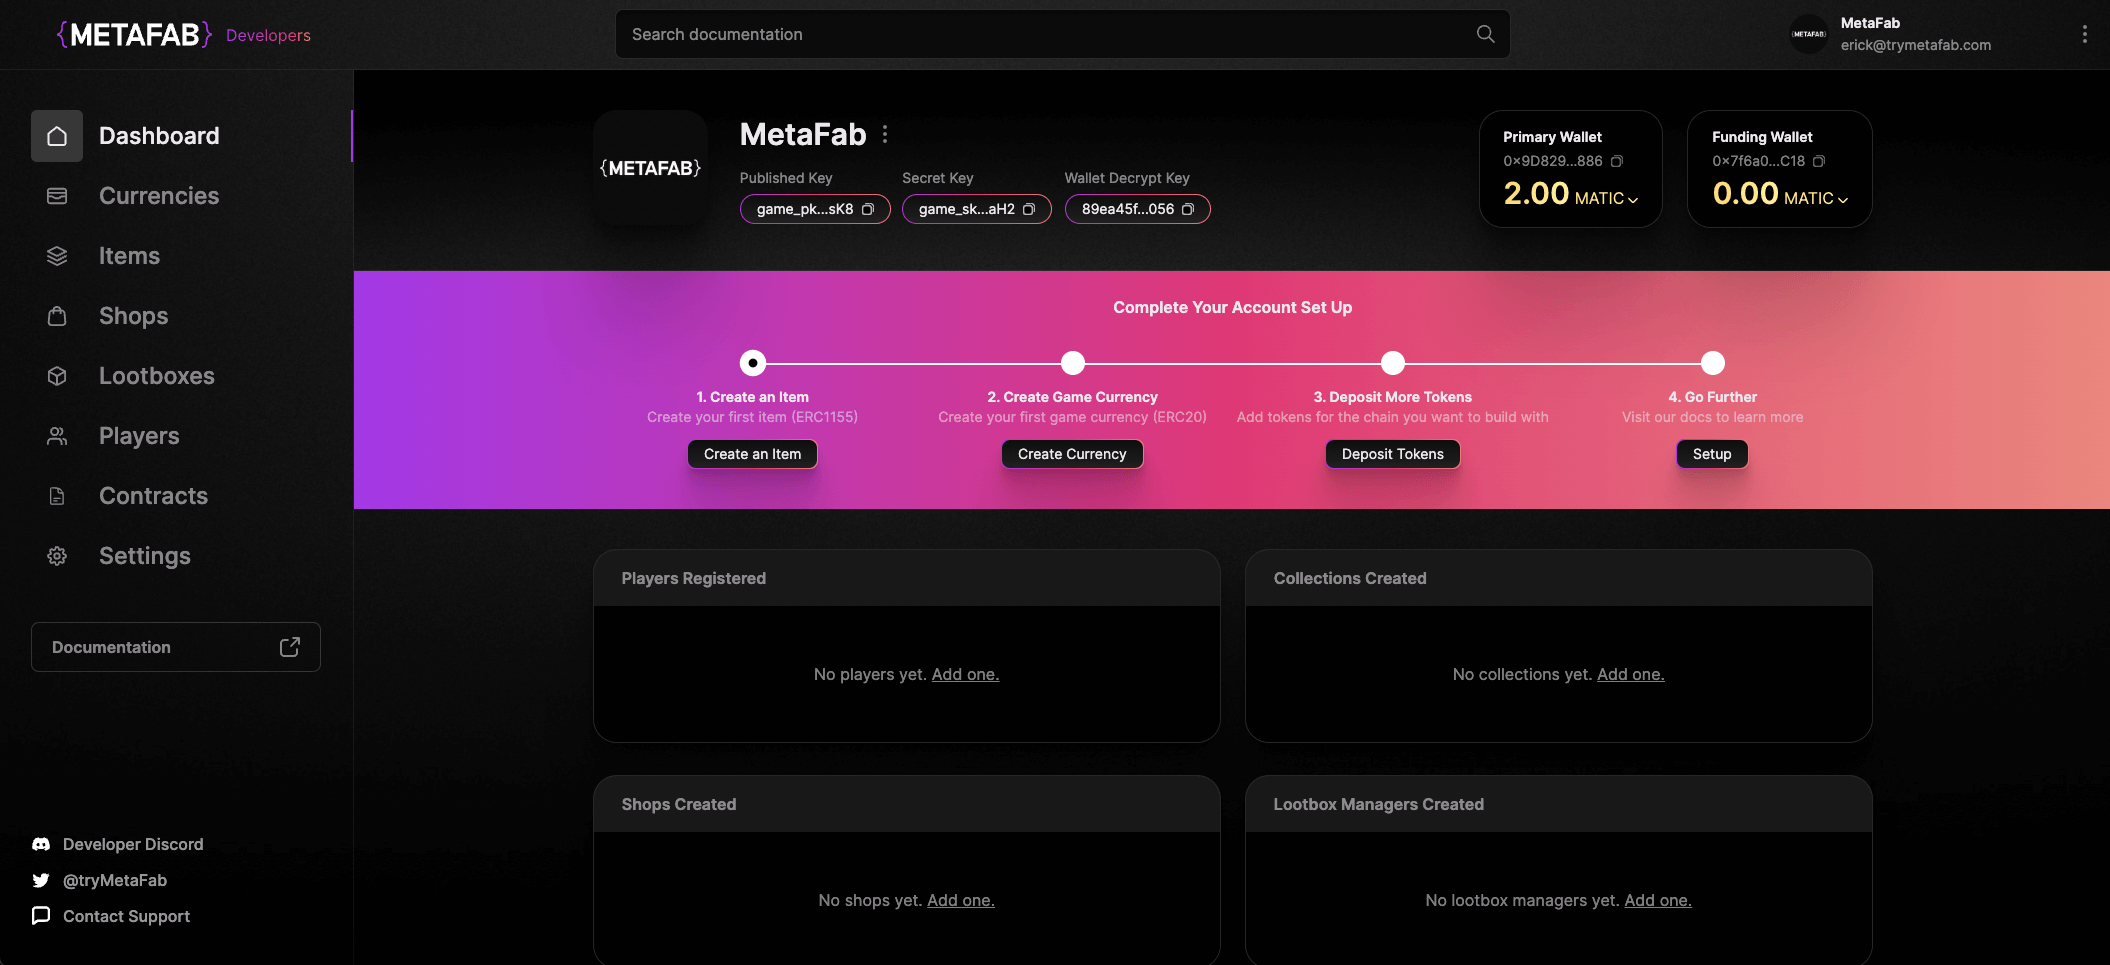 {METAFAB} Developers
Search documentation
MetaFab
erick@trymetafab.com
{METAFAB}
Dashboard
Currencies
Items
Shops
Lootboxes
Players
Contracts
Settings
Documentation
Developer Discord
@tryMetaFab
Contact Support
{METAFAB}
MetaFab
Published Key
Secret Key
Wallet Decrypt Key
game_pk...sK8
game_sk...aH2
89ea45f...056
Primary Wallet
0x9D829...886
2.00 MATIC
Funding Wallet
0x7f6a0...C18
0.00 MATIC
Complete Your Account Set Up
1. Create an Item
Create your first item (ERC1155)
Create an Item
2. Create Game Currency
Create your first game currency (ERC20)
Create Currency
3. Deposit More Tokens
Add tokens for the chain you want to build with
Deposit Tokens
4. Go Further
Visit our docs to learn more
Setup
Players Registered
No players yet. Add one.
Collections Created
No collections yet. Add one.
Shops Created
No shops yet. Add one.
Lootbox Managers Created
No lootbox managers yet. Add one.